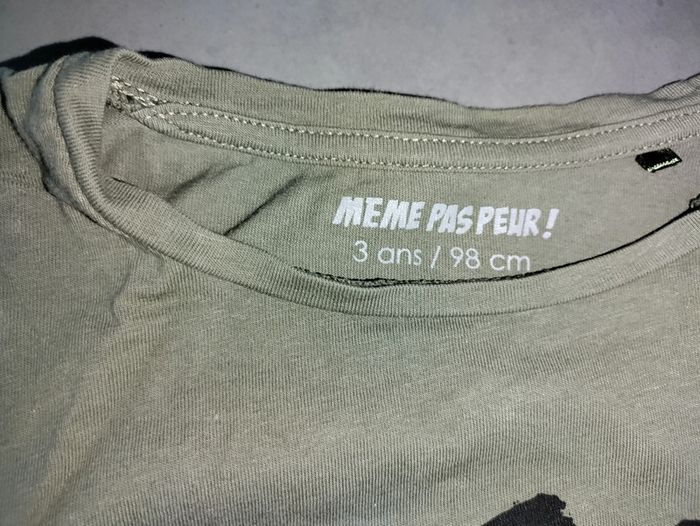 MEME PAS PEUR !
3 ans / 98 cm